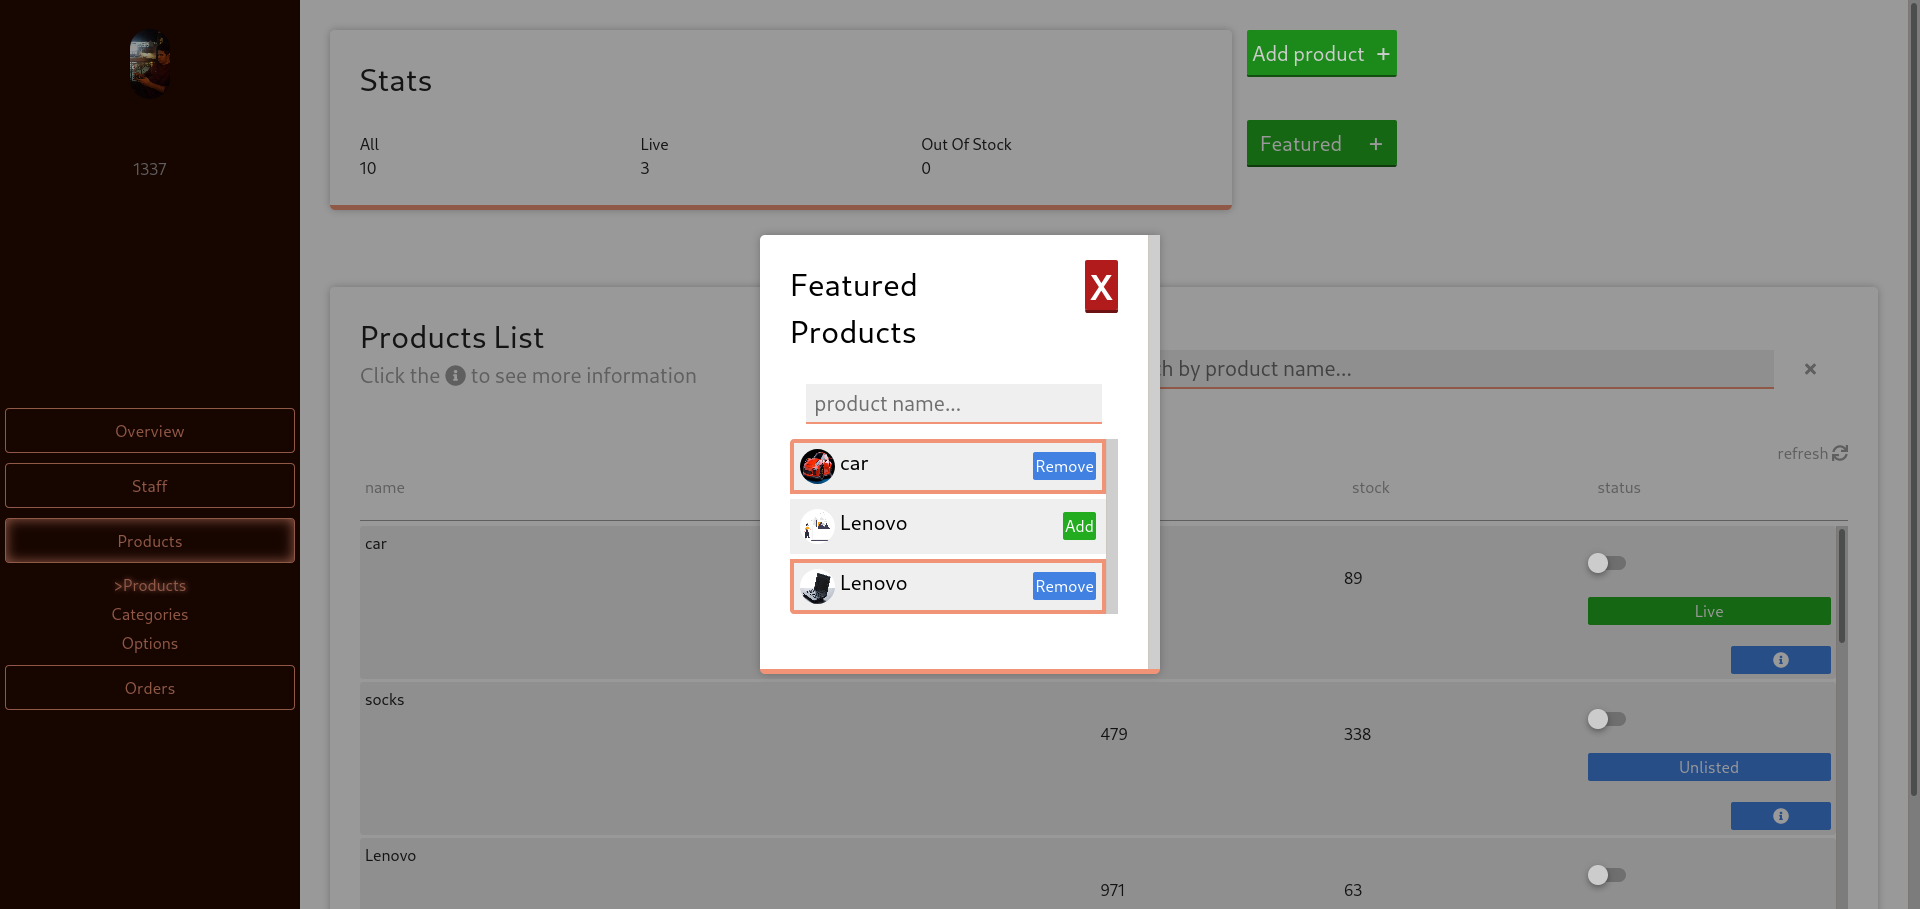 1337
Overview
Staff
Products
>Products
Categories
Options
Orders
Stats
All
10
Live
3
Out Of Stock
0
Add product +
Featured +
Products List
Click the i to see more information
h by product name...
×
refresh
name
stock
status
car
89
Live
i
socks
479
338
Unlisted
i
Lenovo
971
63
Featured
Products
X
product name...
car
Remove
Lenovo
Add
Lenovo
Remove